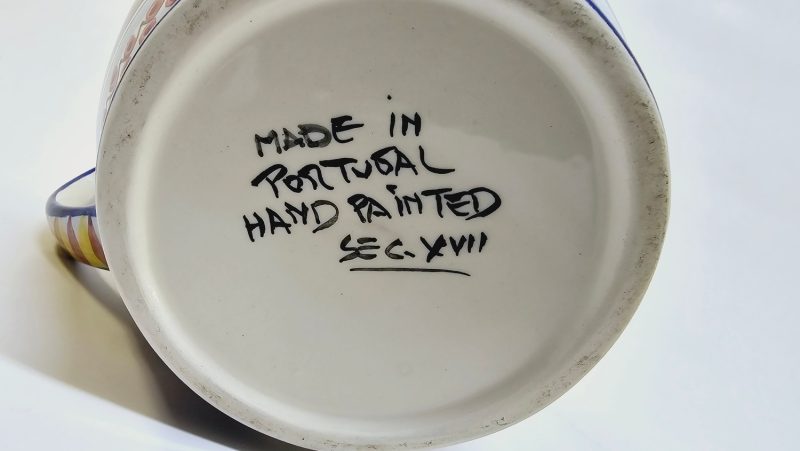 MADE iN
PORTUGAL
HAND PAiNTED
SEC. XVII